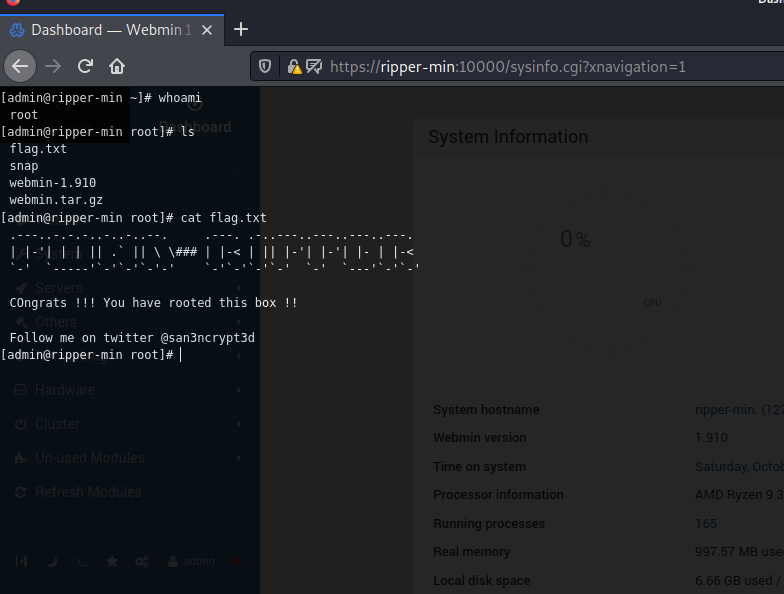 Dashboard — Webmin 1.
https://ripper-min:10000/sysinfo.cgi?xnavigation=1
[admin@ripper-min ~]# whoami
root
[admin@ripper-min root]# ls
flag.txt
snap
webmin-1.910
webmin.tar.gz
[admin@ripper-min root]# cat flag.txt
COngrats !!! You have rooted this box !!
Follow me on twitter @san3ncrypt3d
[admin@ripper-min root]#
Dashboard
Servers
Others
Hardware
Cluster
Un-used Modules
Refresh Modules
admin
System Information
0%
CPU
System hostname ripper-min. (127
Webmin version 1.910
Time on system Saturday, Octo
Processor information AMD Ryzen 9 3
Running processes 165
Real memory 997.57 MB use
Local disk space 6.66 GB used /